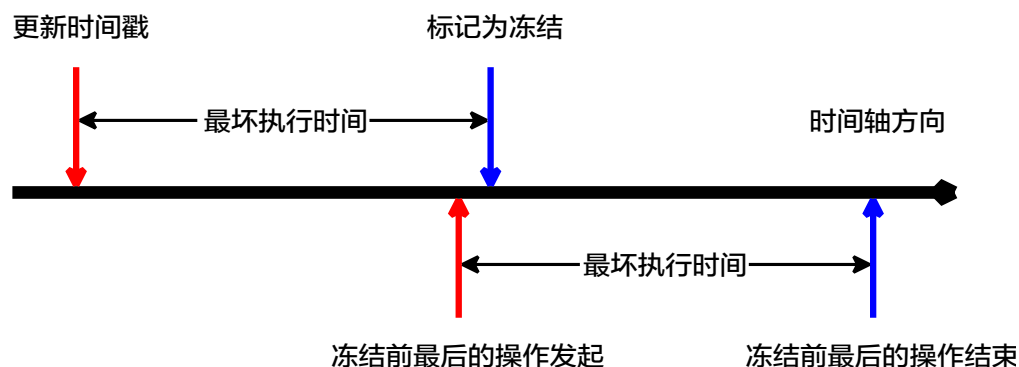 更新时间戳
标记为冻结
最坏执行时间
时间轴方向
最坏执行时间
冻结前最后的操作发起
冻结前最后的操作结束